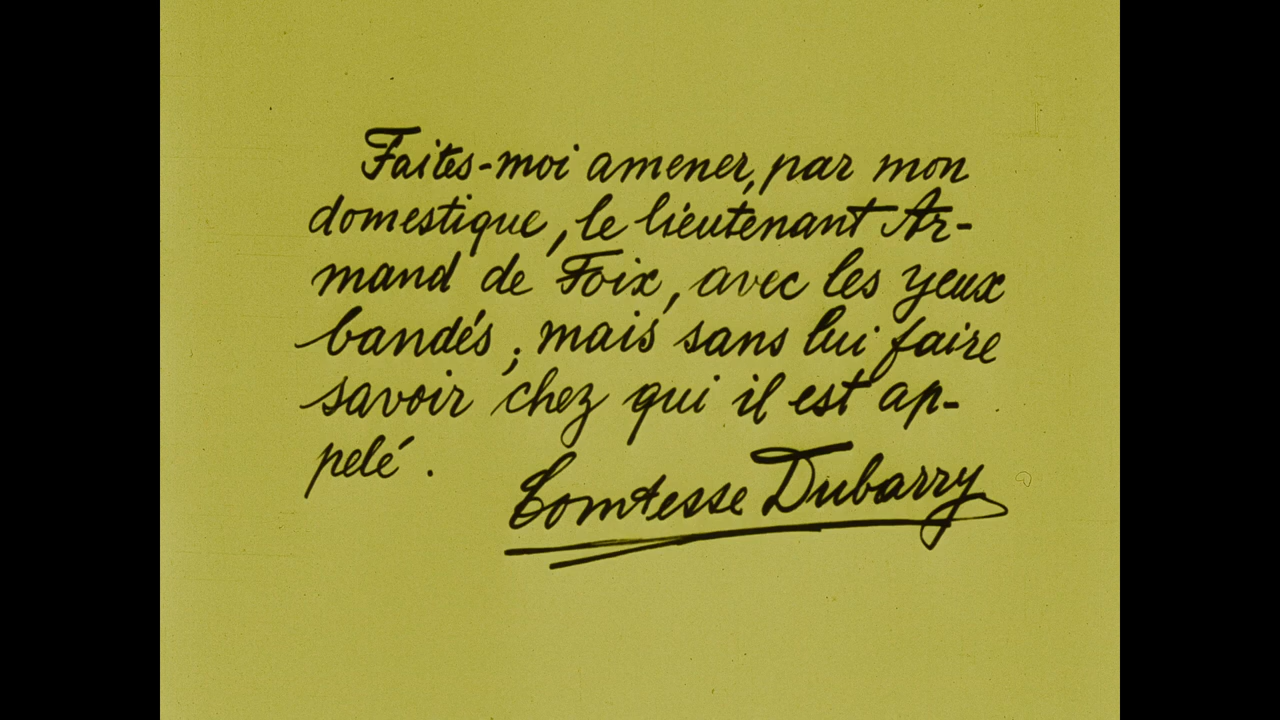 Faites-moi amener, par mon
domestique, le lieutenant Ar-
mand de Foix, avec les yeux
bandés; mais sans lui faire
savoir chez qui il est ap-
pelé.
Comtesse Dubarry